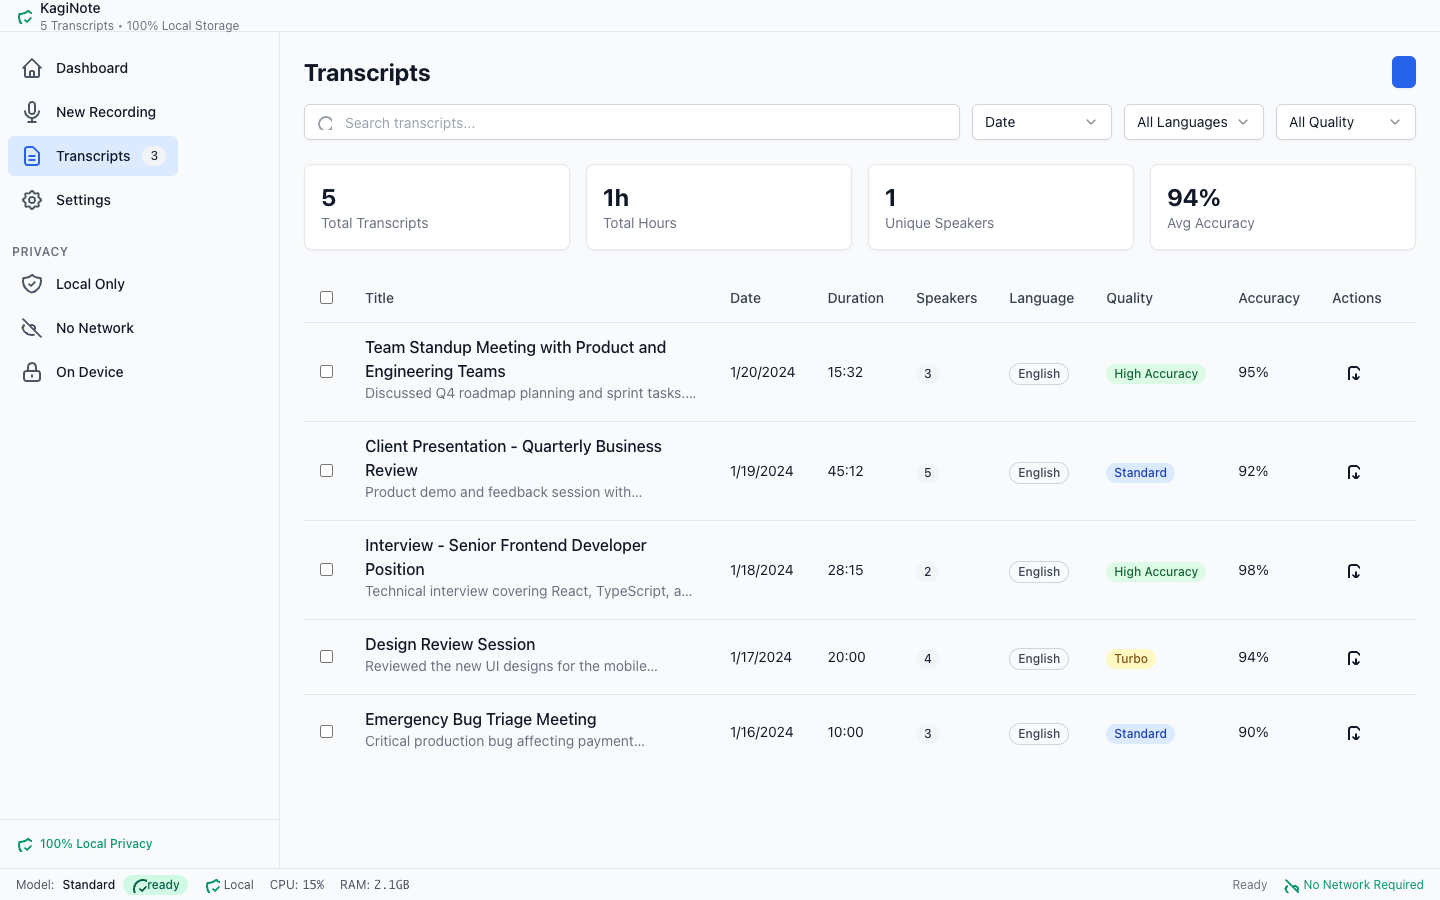 KagiNote
5 Transcripts • 100% Local Storage
Dashboard
New Recording
Transcripts 3
Settings
PRIVACY
Local Only
No Network
On Device
100% Local Privacy
Transcripts
Search transcripts...
Date
All Languages
All Quality
5
Total Transcripts
1h
Total Hours
1
Unique Speakers
94%
Avg Accuracy
Title Date Duration Speakers Language Quality Accuracy Actions
Team Standup Meeting with Product and
Engineering Teams
Discussed Q4 roadmap planning and sprint tasks....
1/20/2024 15:32 3 English High Accuracy 95%
Client Presentation - Quarterly Business
Review
Product demo and feedback session with...
1/19/2024 45:12 5 English Standard 92%
Interview - Senior Frontend Developer
Position
Technical interview covering React, TypeScript, a...
1/18/2024 28:15 2 English High Accuracy 98%
Design Review Session
Reviewed the new UI designs for the mobile...
1/17/2024 20:00 4 English Turbo 94%
Emergency Bug Triage Meeting
Critical production bug affecting payment...
1/16/2024 10:00 3 English Standard 90%
Model: Standard ready Local CPU: 15% RAM: 2.1GB
Ready No Network Required